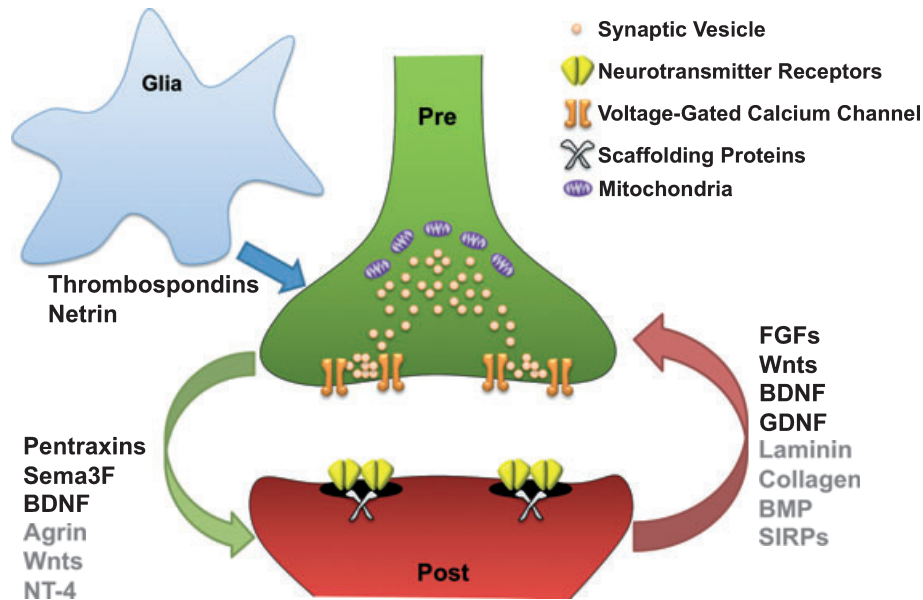 Glia
Pre
Synaptic Vesicle
Neurotransmitter Receptors
Voltage-Gated Calcium Channel
Scaffolding Proteins
Mitochondria
Thrombospondins
Netrin
Pentraxins
Sema3F
BDNF
Agrin
Wnts
NT-4
FGFs
Wnts
BDNF
GDNF
Laminin
Collagen
BMP
SIRPs
Post